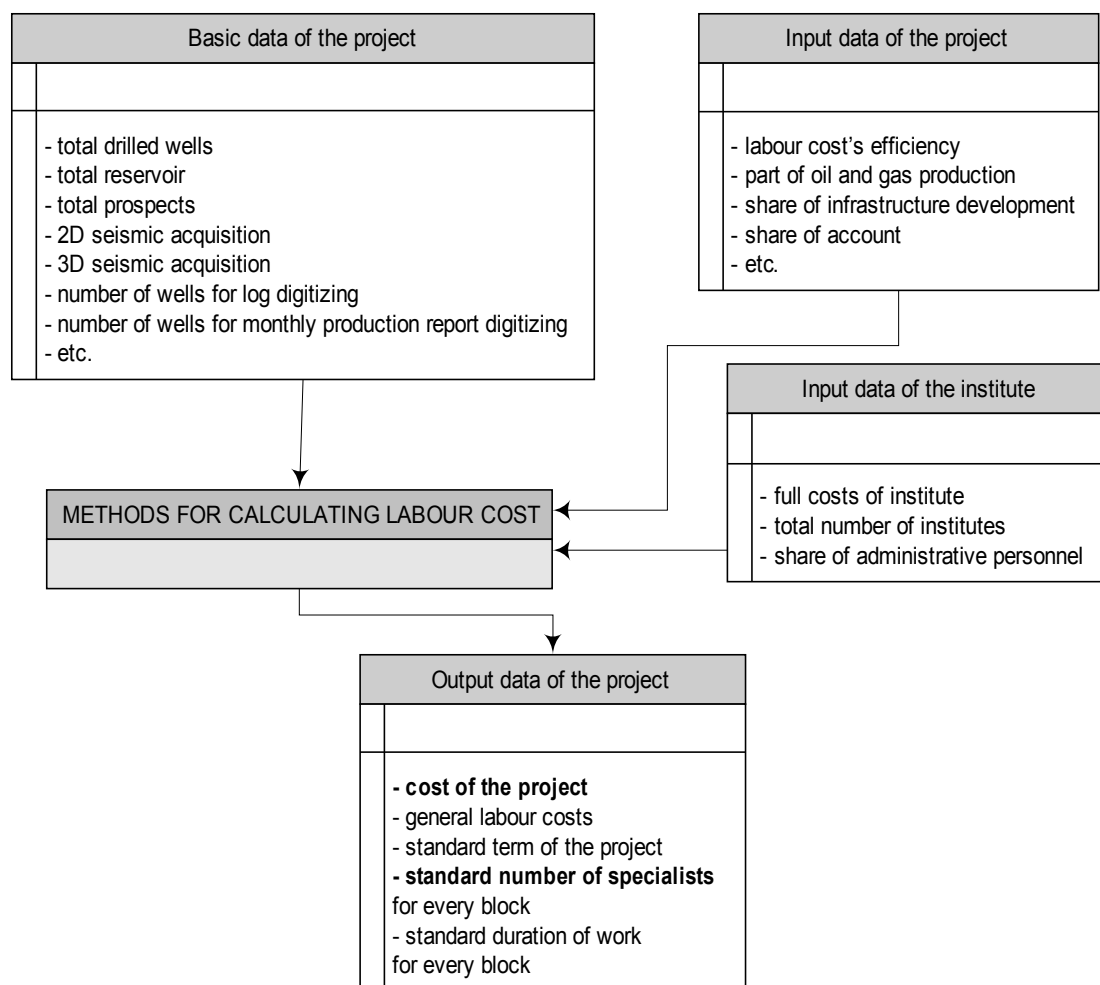 Basic data of the project
- total drilled wells
- total reservoir
- total prospects
- 2D seismic acquisition
- 3D seismic acquisition
- number of wells for log digitizing
- number of wells for monthly production report digitizing
- etc.
Input data of the project
- labour cost's efficiency
- part of oil and gas production
- share of infrastructure development
- share of account
- etc.
Input data of the institute
- full costs of institute
- total number of institutes
- share of administrative personnel
METHODS FOR CALCULATING LABOUR COST
Output data of the project
- cost of the project
- general labour costs
- standard term of the project
- standard number of specialists
for every block
- standard duration of work
for every block